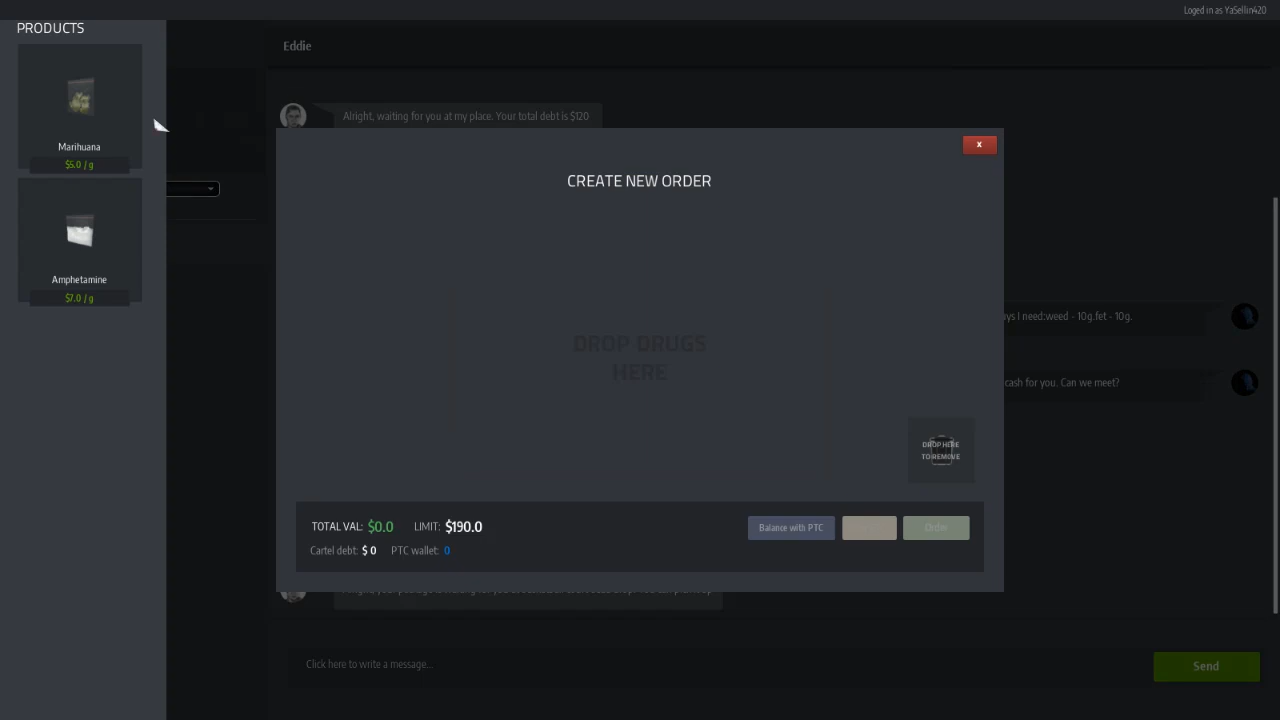 Loged in as YaSellin420
PRODUCTS
Marihuana
$5.0 / g
Amphetamine
$7.0 / g
Eddie
Alright, waiting for you at my place. Your total debt is $120
x
CREATE NEW ORDER
I need:weed - 10g.fet - 10g.
DROP DRUGS
HERE
cash for you. Can we meet?
DROP HERE
TO REMOVE
TOTAL VAL: $0.0 LIMIT: $190.0
Balance with PTC
Order
Cartel debt: $ 0 PTC wallet: 0
Click here to write a message...
Send